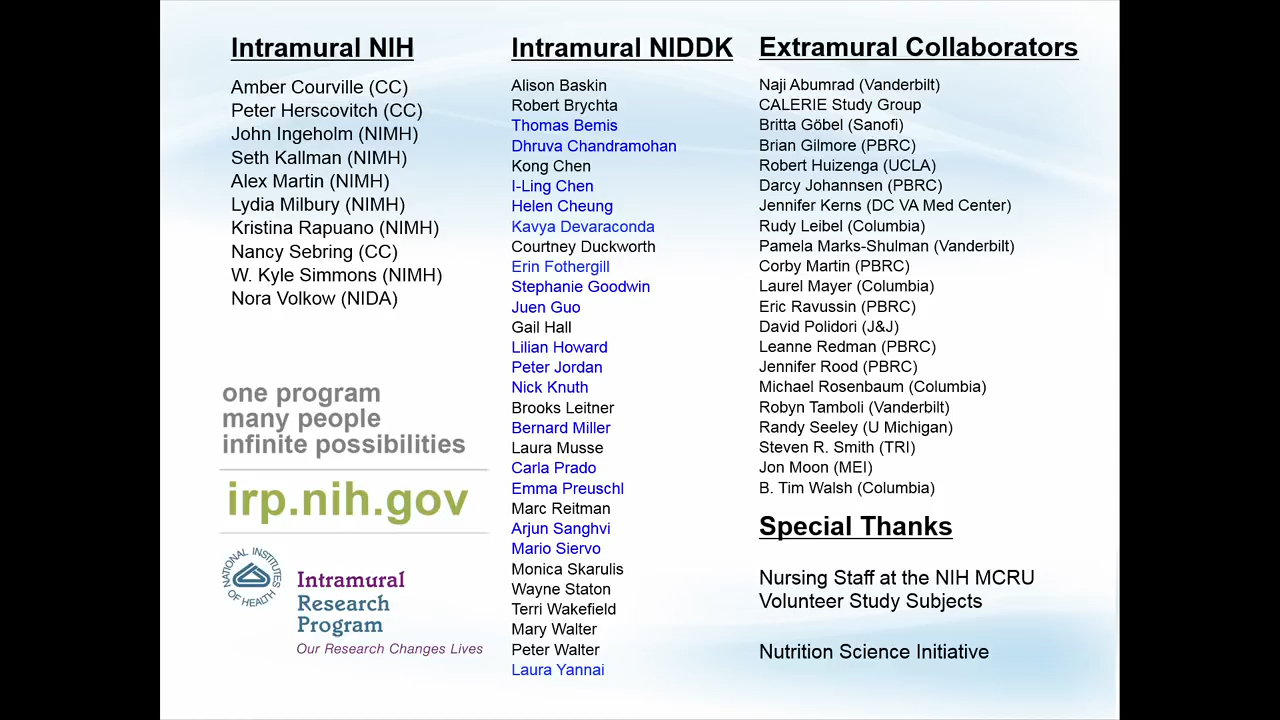 Intramural NIH
Amber Courville (CC)
Peter Herscovitch (CC)
John Ingeholm (NIMH)
Seth Kallman (NIMH)
Alex Martin (NIMH)
Lydia Milbury (NIMH)
Kristina Rapuano (NIMH)
Nancy Sebring (CC)
W. Kyle Simmons (NIMH)
Nora Volkow (NIDA)
one program
many people
infinite possibilities
irp.nih.gov
NATIONAL INSTITUTES OF HEALTH
Intramural
Research
Program
Our Research Changes Lives
Intramural NIDDK
Alison Baskin
Robert Brychta
Thomas Bemis
Dhruva Chandramohan
Kong Chen
I-Ling Chen
Helen Cheung
Kavya Devaraconda
Courtney Duckworth
Erin Fothergill
Stephanie Goodwin
Juen Guo
Gail Hall
Lilian Howard
Peter Jordan
Nick Knuth
Brooks Leitner
Bernard Miller
Laura Musse
Carla Prado
Emma Preuschl
Marc Reitman
Arjun Sanghvi
Mario Siervo
Monica Skarulis
Wayne Staton
Terri Wakefield
Mary Walter
Peter Walter
Laura Yannai
Extramural Collaborators
Naji Abumrad (Vanderbilt)
CALERIE Study Group
Britta Göbel (Sanofi)
Brian Gilmore (PBRC)
Robert Huizenga (UCLA)
Darcy Johannsen (PBRC)
Jennifer Kerns (DC VA Med Center)
Rudy Leibel (Columbia)
Pamela Marks-Shulman (Vanderbilt)
Corby Martin (PBRC)
Laurel Mayer (Columbia)
Eric Ravussin (PBRC)
David Polidori (J&J)
Leanne Redman (PBRC)
Jennifer Rood (PBRC)
Michael Rosenbaum (Columbia)
Robyn Tamboli (Vanderbilt)
Randy Seeley (U Michigan)
Steven R. Smith (TRI)
Jon Moon (MEI)
B. Tim Walsh (Columbia)
Special Thanks
Nursing Staff at the NIH MCRU
Volunteer Study Subjects
Nutrition Science Initiative